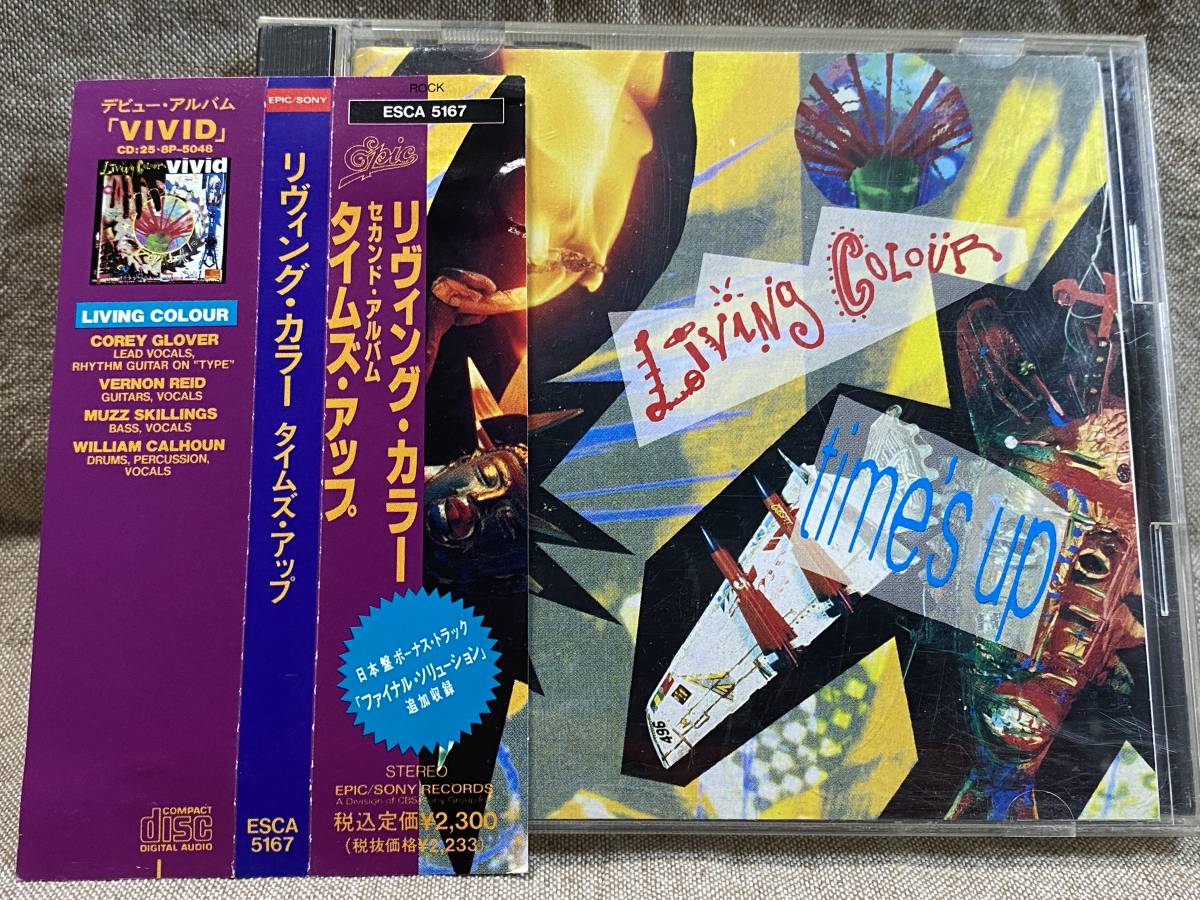 デビュー・アルバム
「VIVID」
CD:25・8P-5048
Living Colour
vivid
LIVING COLOUR
COREY GLOVER
LEAD VOCALS,
RHYTHM GUITAR ON "TYPE"
VERNON REID
GUITARS, VOCALS
MUZZ SKILLINGS
BASS, VOCALS
WILLIAM CALHOUN
DRUMS, PERCUSSION,
VOCALS
COMPACT
disc
DIGITAL AUDIO
EPIC/SONY
リヴィング・カラー タイムズ・アップ
ESCA
5167
ROCK
ESCA 5167
Epic
リヴィング・カラー
セカンド・アルバム
タイムズ・アップ
日本盤ボーナス・トラック
「ファイナル・ソリューション」
追加収録
STEREO
EPIC/SONY RECORDS
A Division of CBS/Sony Group
税込定価¥2,300
(税抜価格¥2,233)
LIVING COLOUR
time's up
496